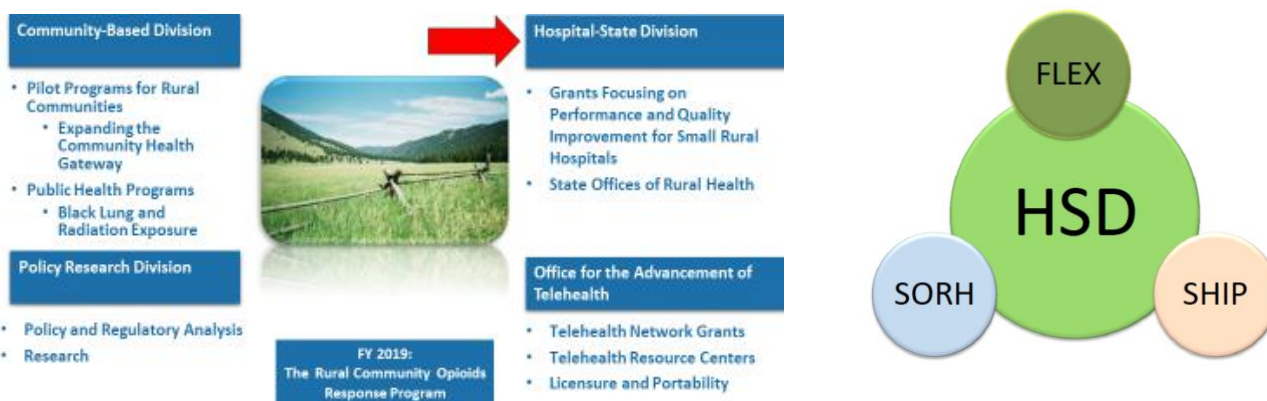 Community-Based Division
• Pilot Programs for Rural
Communities
• Expanding the
Community Health
Gateway
• Public Health Programs
• Black Lung and
Radiation Exposure
Policy Research Division
• Policy and Regulatory Analysis
• Research
FY 2019:
The Rural Community Opioids
Response Program
Hospital-State Division
• Grants Focusing on
Performance and Quality
Improvement for Small Rural
Hospitals
• State Offices of Rural Health
Office for the Advancement of
Telehealth
• Telehealth Network Grants
• Telehealth Resource Centers
• Licensure and Portability
FLEX
HSD
SORH
SHIP